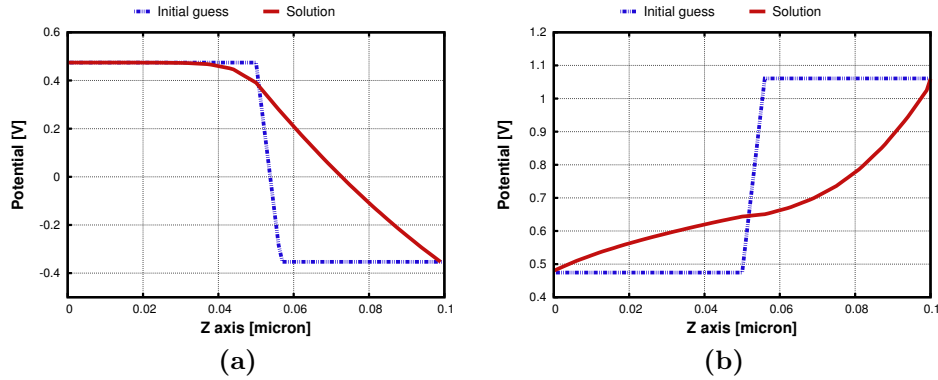 Initial guess Solution
0.6
0.4
0.2
0
-0.2
-0.4
Potential [V]
0 0.02 0.04 0.06 0.08 0.1
Z axis [micron]
(a)
Initial guess Solution
1.2
1.1
1
0.9
0.8
0.7
0.6
0.5
0.4
Potential [V]
0 0.02 0.04 0.06 0.08 0.1
Z axis [micron]
(b)